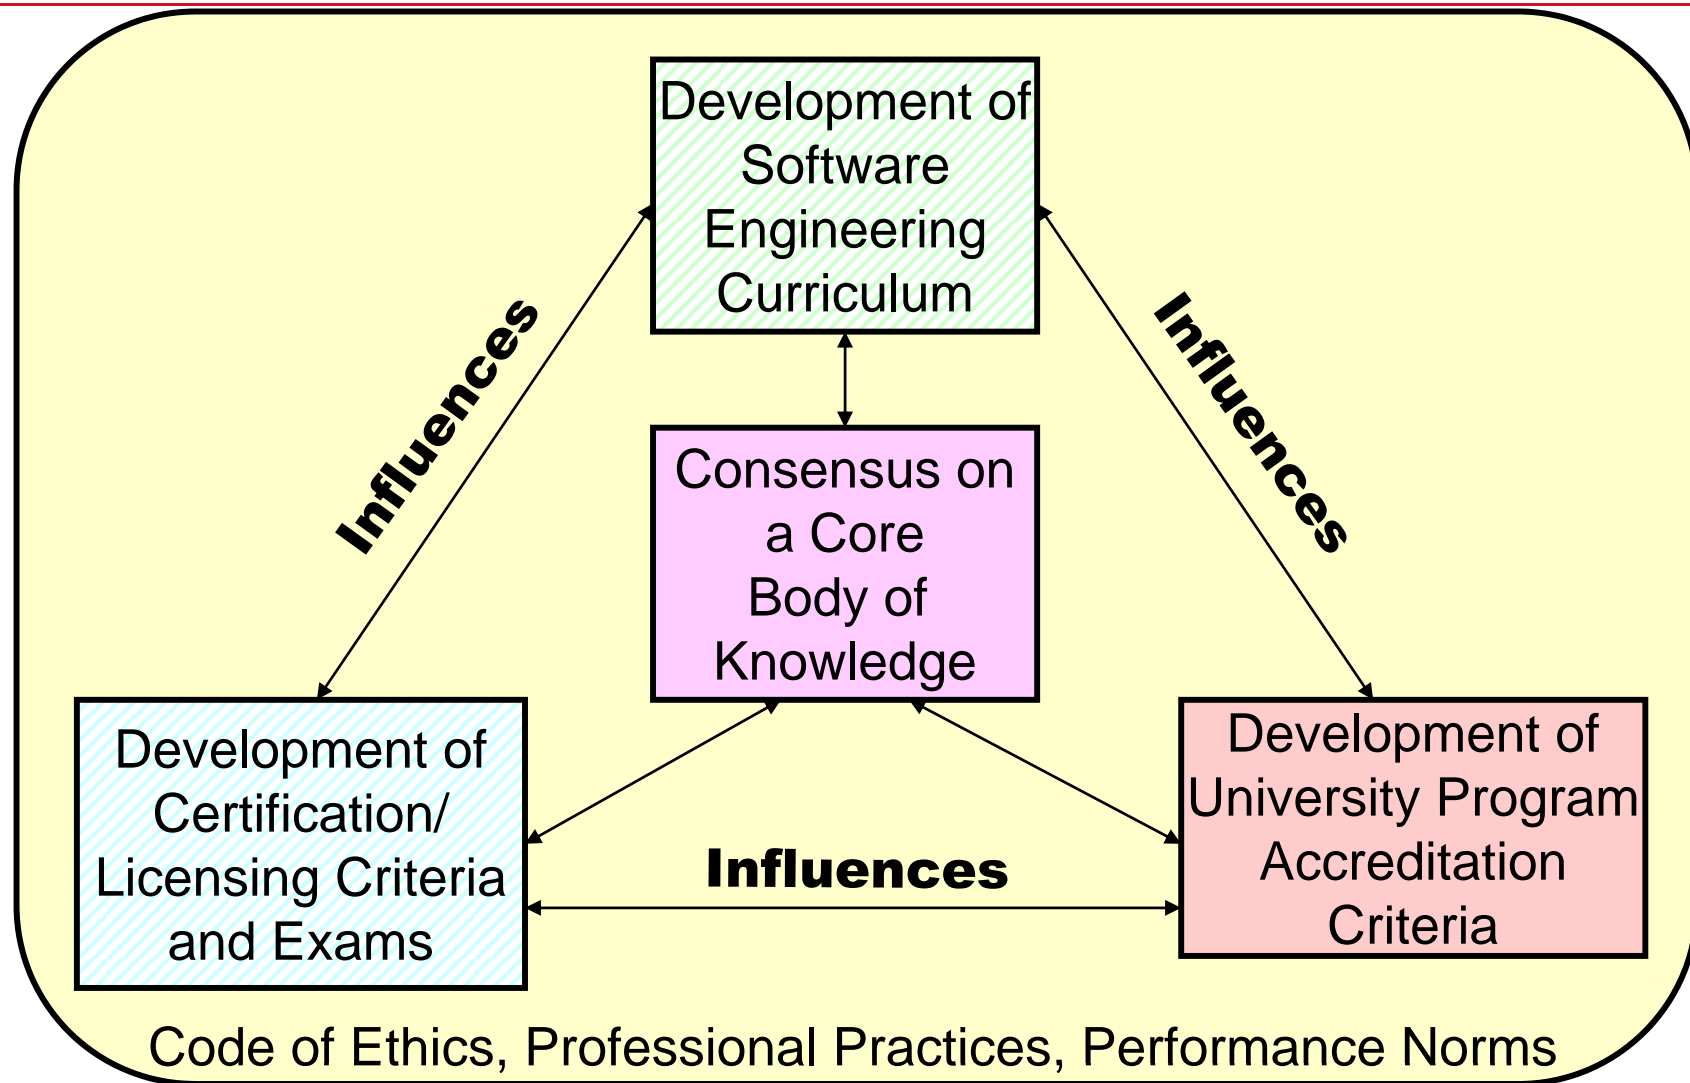 Development of
Software
Engineering
Curriculum
Influences
Influences
Consensus on
a Core
Body of
Knowledge
Development of
Certification/
Licensing Criteria
and Exams
Influences
Development of
University Program
Accreditation
Criteria
Code of Ethics, Professional Practices, Performance Norms